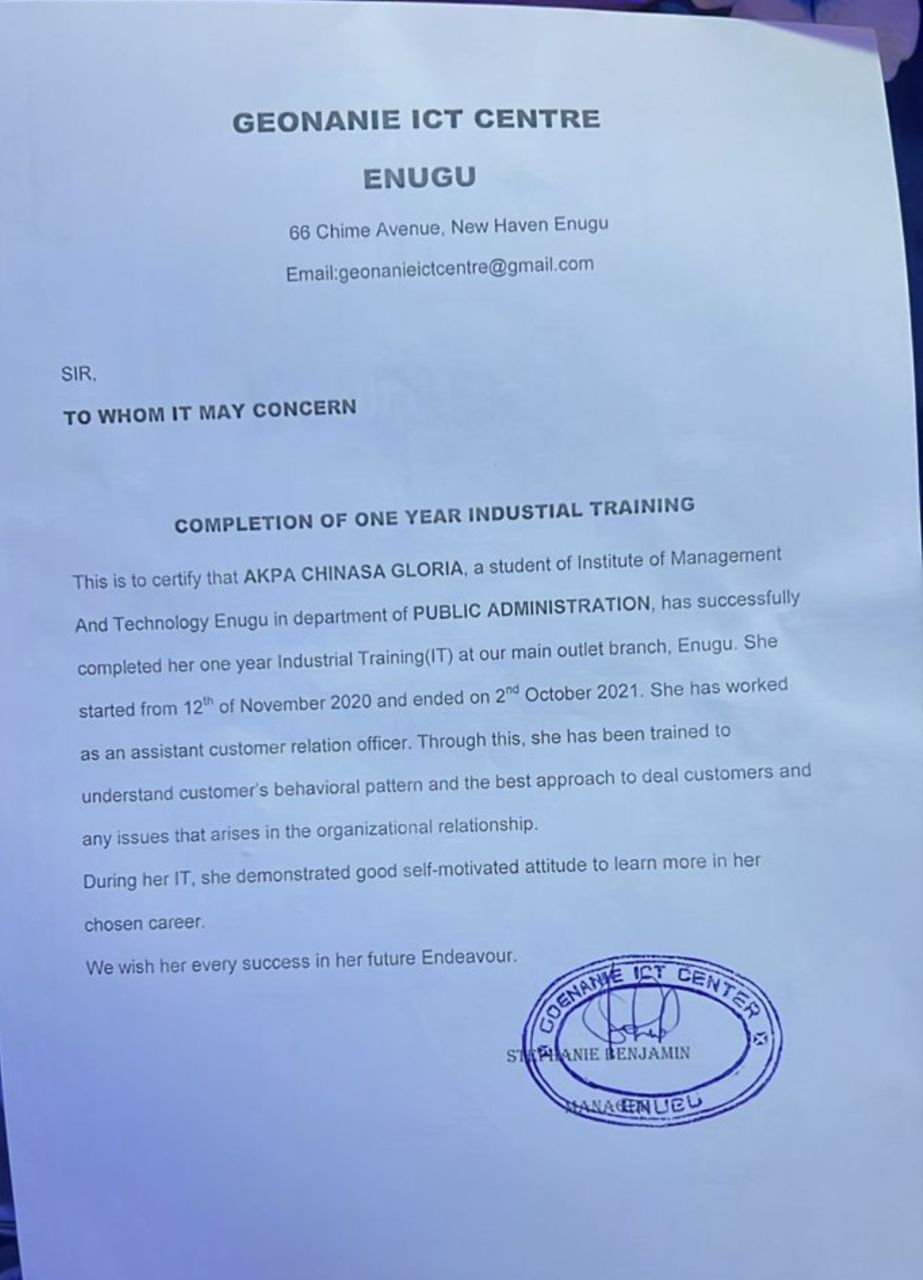 GEONANIE ICT CENTRE
ENUGU
66 Chime Avenue, New Haven Enugu
Email:geonanieictcentre@gmail.com
SIR,
TO WHOM IT MAY CONCERN
COMPLETION OF ONE YEAR INDUSTIAL TRAINING
This is to certify that AKPA CHINASA GLORIA, a student of Institute of Management
And Technology Enugu in department of PUBLIC ADMINISTRATION, has successfully
completed her one year Industrial Training(IT) at our main outlet branch, Enugu. She
started from 12th of November 2020 and ended on 2nd October 2021. She has worked
as an assistant customer relation officer. Through this, she has been trained to
understand customer's behavioral pattern and the best approach to deal customers and
any issues that arises in the organizational relationship.
During her IT, she demonstrated good self-motivated attitude to learn more in her
chosen career.
We wish her every success in her future Endeavour.
GOENANIE ICT CENTER
STEPHANIE BENJAMIN
ENUGU